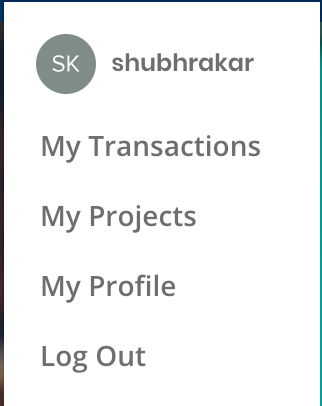 SK shubhrakar
My Transactions
My Projects
My Profile
Log Out